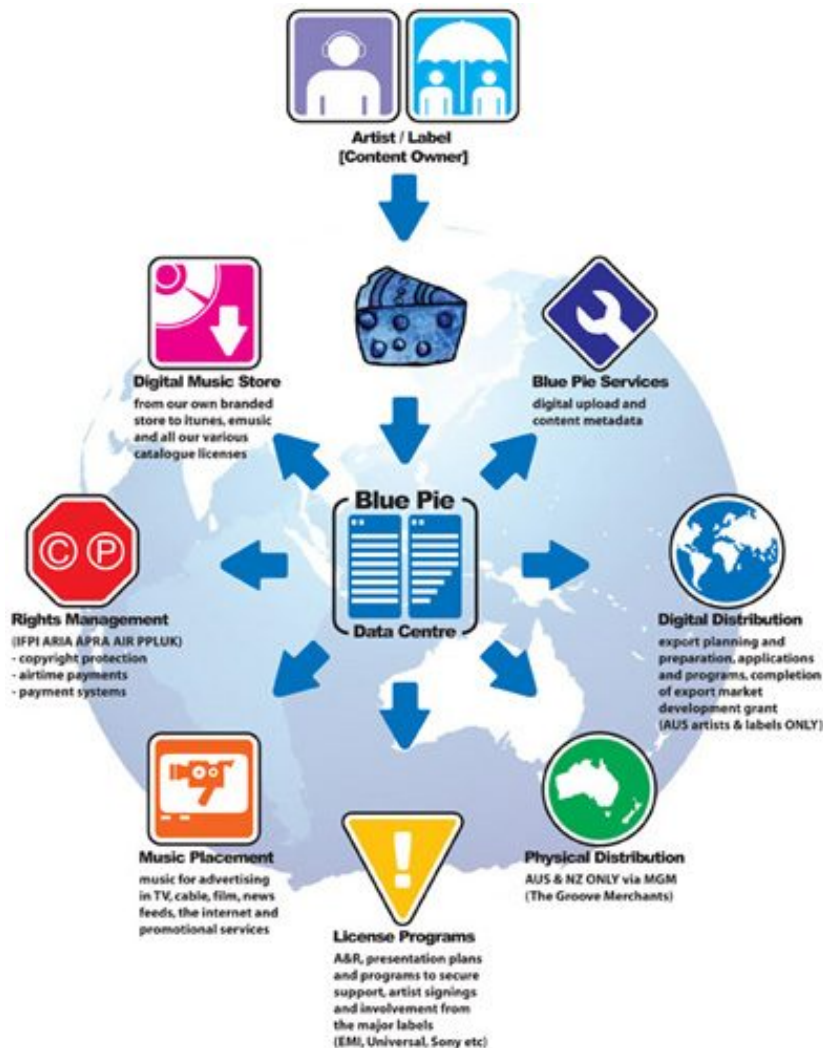 Artist / Label
[Content Owner]
Digital Music Store
from our own branded
store to itunes, emusic
and all our various
catalogue licenses
Blue Pie Services
digital upload and
content metadata
Blue Pie
Data Centre
C P
Rights Management
(IFPI ARIA APRA AIR PPLUK)
- copyright protection
- airtime payments
- payment systems
Digital Distribution
export planning and
preparation, applications
and programs, completion
of export market
development grant
(AUS artists & labels ONLY)
Music Placement
music for advertising
in TV, cable, film, news
feeds, the internet and
promotional services
!
License Programs
A&R, presentation plans
and programs to secure
support, artist signings
and involvement from
the major labels
(EMI, Universal, Sony etc)
Physical Distribution
AUS & NZ ONLY via MGM
(The Groove Merchants)